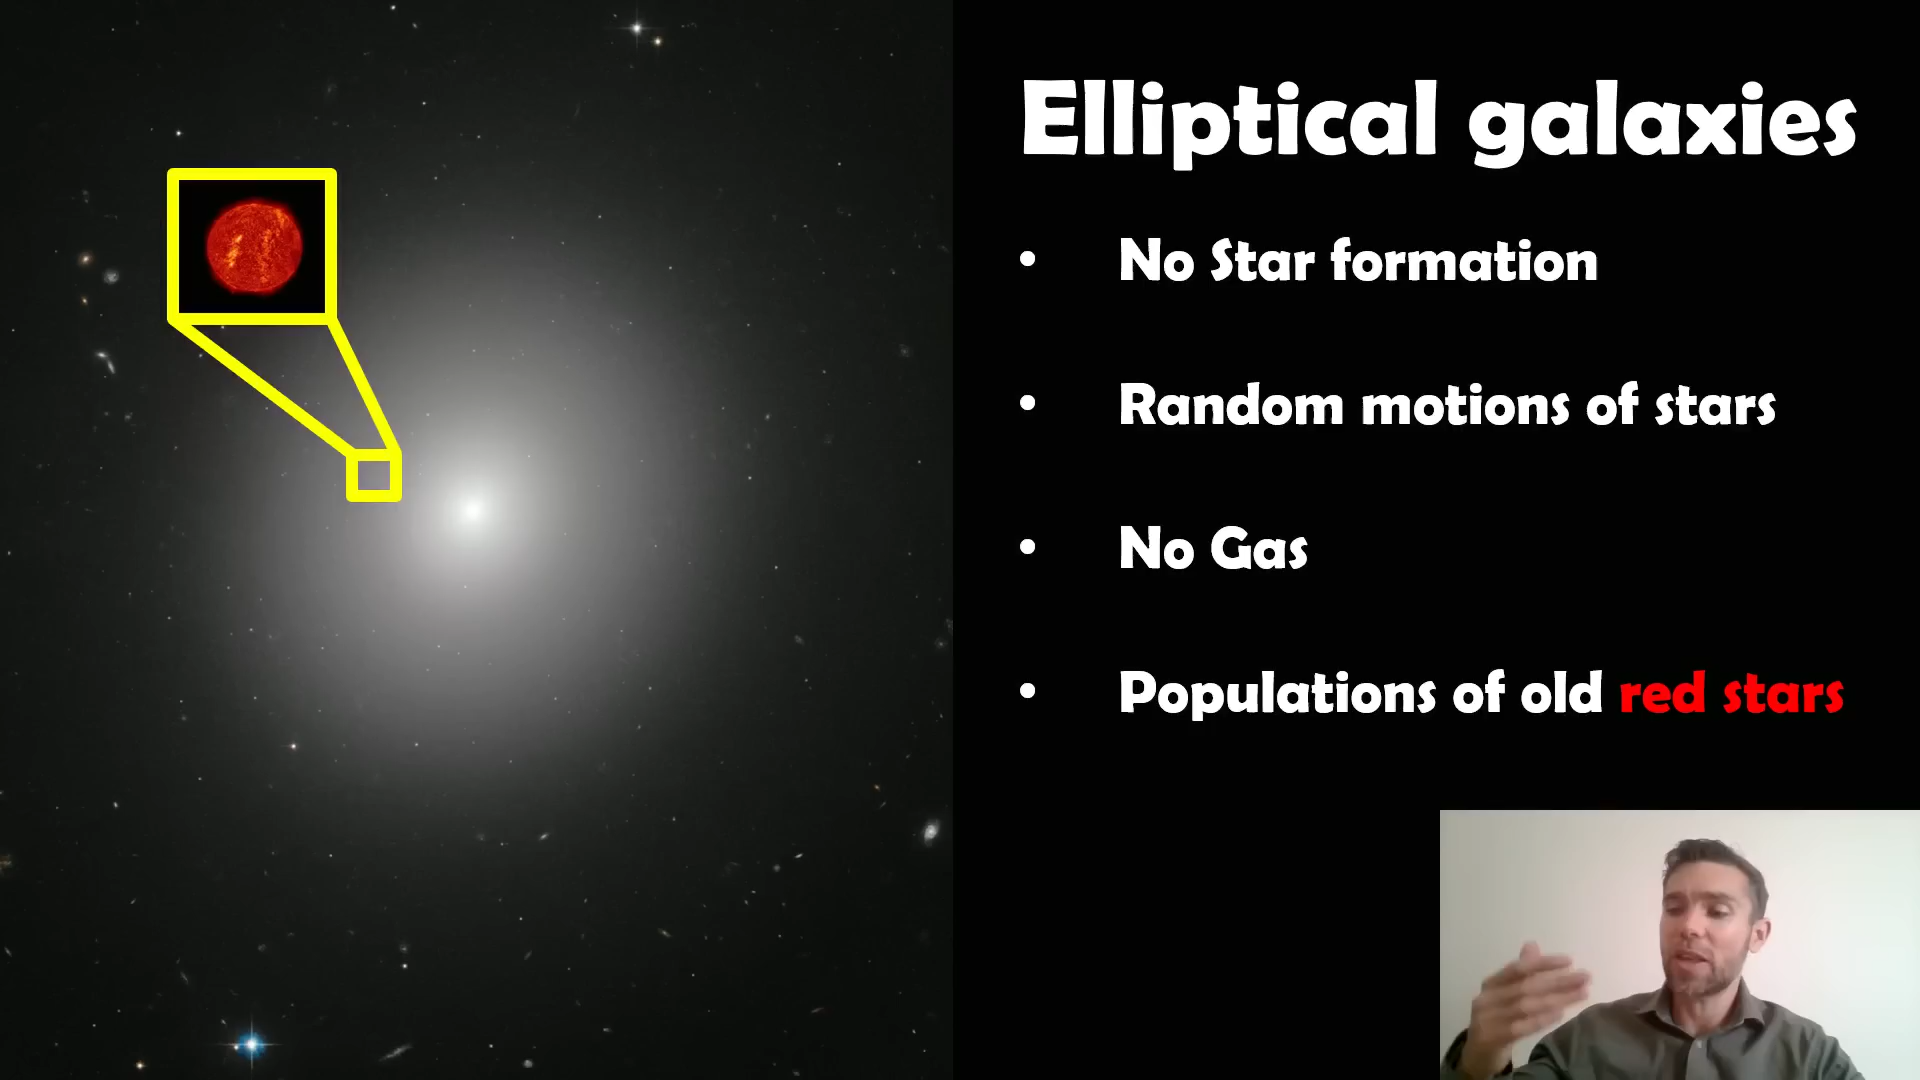 Elliptical galaxies
• No Star formation
• Random motions of stars
• No Gas
• Populations of old red stars